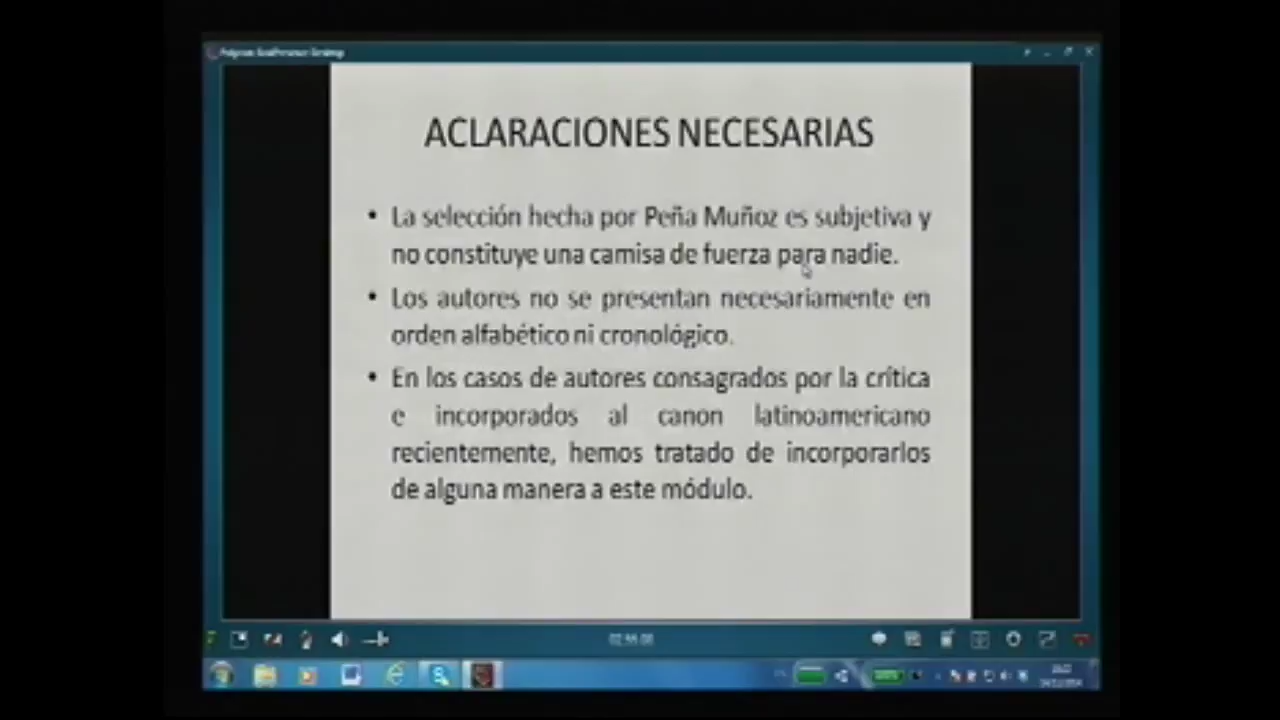 ACLARACIONES NECESARIAS
• La selección hecha por Peña Muñoz es subjetiva y
no constituye una camisa de fuerza para nadie.
• Los autores no se presentan necesariamente en
orden alfabético ni cronológico.
• En los casos de autores consagrados por la crítica
e incorporados al canon latinoamericano
recientemente, hemos tratado de incorporarlos
de alguna manera a este módulo.